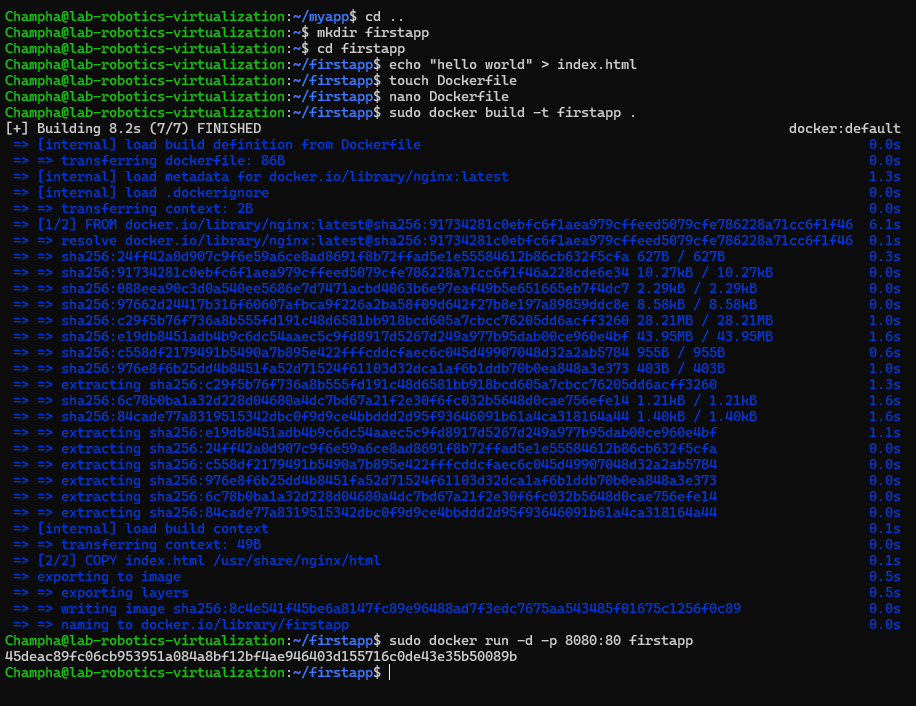 Champha@lab-robotics-virtualization:~/myapp$ cd ..
Champha@lab-robotics-virtualization:~$ mkdir firstapp
Champha@lab-robotics-virtualization:~$ cd firstapp
Champha@lab-robotics-virtualization:~/firstapp$ echo "hello world" > index.html
Champha@lab-robotics-virtualization:~/firstapp$ touch Dockerfile
Champha@lab-robotics-virtualization:~/firstapp$ nano Dockerfile
Champha@lab-robotics-virtualization:~/firstapp$ sudo docker build -t firstapp .
[+] Building 8.2s (7/7) FINISHED docker:default
=> [internal] load build definition from Dockerfile 0.0s
=> => transferring dockerfile: 86B 0.0s
=> [internal] load metadata for docker.io/library/nginx:latest 1.3s
=> [internal] load .dockerignore 0.0s
=> => transferring context: 2B 0.0s
=> [1/2] FROM docker.io/library/nginx:latest@sha256:91734281c0ebfc6f1aea979cffeed5079cfe786228a71cc6f1f46 6.1s
=> => resolve docker.io/library/nginx:latest@sha256:91734281c0ebfc6f1aea979cffeed5079cfe786228a71cc6f1f46 0.1s
=> => sha256:24ff42a0d907c9f6e59a6ce8ad8691f8b72ffad5e1e55584612b86cb632f5cfa 627B / 627B 0.3s
=> => sha256:91734281c0ebfc6f1aea979cffeed5079cfe786228a71cc6f1f46a228cde6e34 10.27kB / 10.27kB 0.0s
=> => sha256:088eea90c3d0a540ee5686e7d7471acbd4063b6e97eaf49b5e651665eb7f4dc7 2.29kB / 2.29kB 0.0s
=> => sha256:97662d24417b316f60607afbca9f226a2ba58f09d642f27b8e197a89859ddc8e 8.58kB / 8.58kB 0.0s
=> => sha256:c29f5b76f736a8b555fd191c48d6581bb918bcd605a7cbcc76205dd6acff3260 28.21MB / 28.21MB 1.0s
=> => sha256:e19db8451adb4b9c6dc54aaec5c9fd8917d5267d249a977b95dab00ce960e4bf 43.95MB / 43.95MB 1.6s
=> => sha256:c558df2179491b5490a7b895e422fffcddcfaec6c045d49907048d32a2ab5784 955B / 955B 0.6s
=> => sha256:976e8f6b25dd4b8451fa52d71524f61103d32dca1af6b1ddb70b0ea848a3e373 403B / 403B 1.0s
=> => extracting sha256:c29f5b76f736a8b555fd191c48d6581bb918bcd605a7cbcc76205dd6acff3260 1.3s
=> => sha256:6c78b0ba1a32d228d04680a4dc7bd67a21f2e30f6fc032b5648d0cae756efe14 1.21kB / 1.21kB 1.6s
=> => sha256:84cade77a8319515342dbc0f9d9ce4bbddd2d95f93646091b61a4ca318164a44 1.40kB / 1.40kB 1.6s
=> => extracting sha256:e19db8451adb4b9c6dc54aaec5c9fd8917d5267d249a977b95dab00ce960e4bf 1.1s
=> => extracting sha256:24ff42a0d907c9f6e59a6ce8ad8691f8b72ffad5e1e55584612b86cb632f5cfa 0.0s
=> => extracting sha256:c558df2179491b5490a7b895e422fffcddcfaec6c045d49907048d32a2ab5784 0.0s
=> => extracting sha256:976e8f6b25dd4b8451fa52d71524f61103d32dca1af6b1ddb70b0ea848a3e373 0.0s
=> => extracting sha256:6c78b0ba1a32d228d04680a4dc7bd67a21f2e30f6fc032b5648d0cae756efe14 0.0s
=> => extracting sha256:84cade77a8319515342dbc0f9d9ce4bbddd2d95f93646091b61a4ca318164a44 0.0s
=> [internal] load build context 0.1s
=> => transferring context: 49B 0.0s
=> [2/2] COPY index.html /usr/share/nginx/html 0.1s
=> exporting to image 0.5s
=> => exporting layers 0.5s
=> => writing image sha256:8c4e541f45be6a8147fc89e96488ad7f3edc7675aa543485f01675c1256f0c89 0.0s
=> => naming to docker.io/library/firstapp 0.0s
Champha@lab-robotics-virtualization:~/firstapp$ sudo docker run -d -p 8080:80 firstapp
45deac89fc06cb953951a084a8bf12bf4ae946403d155716c0de43e35b50089b
Champha@lab-robotics-virtualization:~/firstapp$